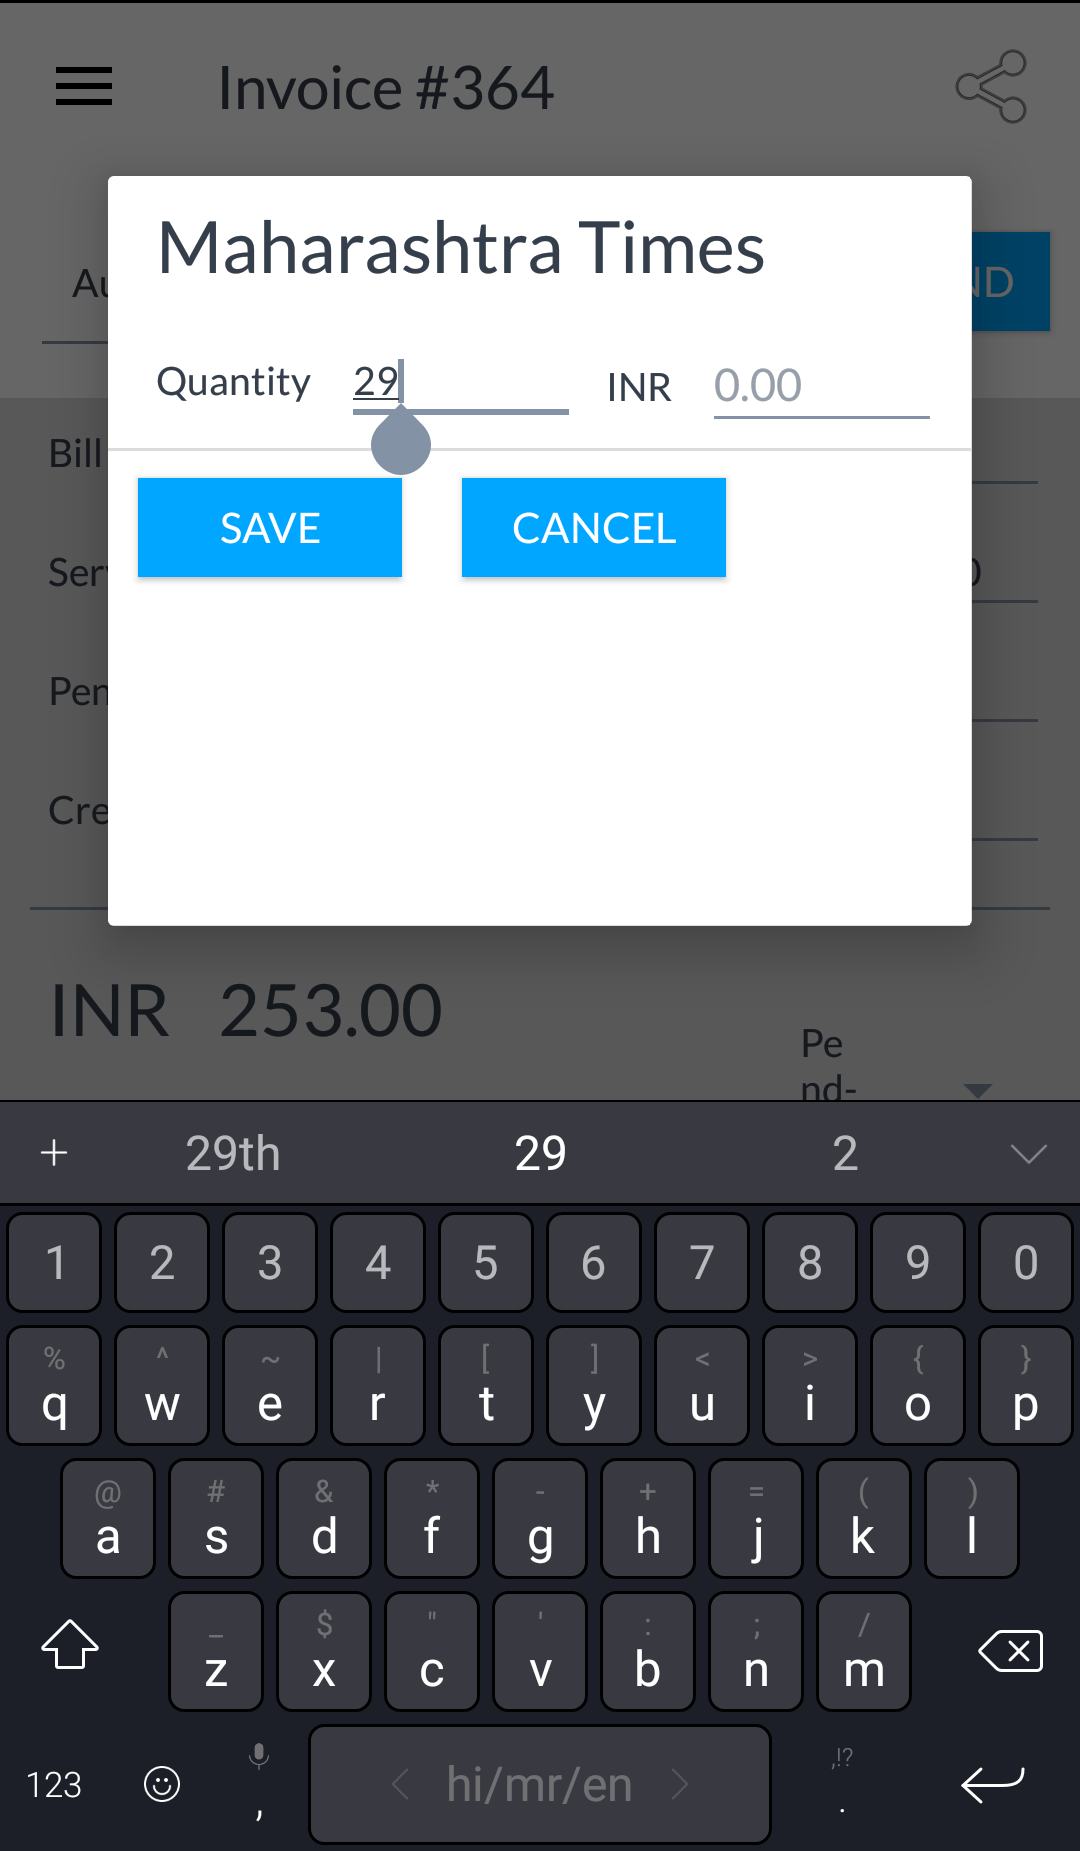 Invoice #364
Maharashtra Times
Au
ND
Quantity 29 INR 0.00
Bill
SAVE CANCEL
Ser
0
Pen
Cre
INR 253.00
Pe
nd-
+ 29th 29 2
1 2 3 4 5 6 7 8 9 0
% ^ ~ | [ ] < > { }
q w e r t y u i o p
@ # & * - + = ( )
a s d f g h j k l
_ $ " ' : ; /
z x c v b n m
,!?
123 , < hi/mr/en > .